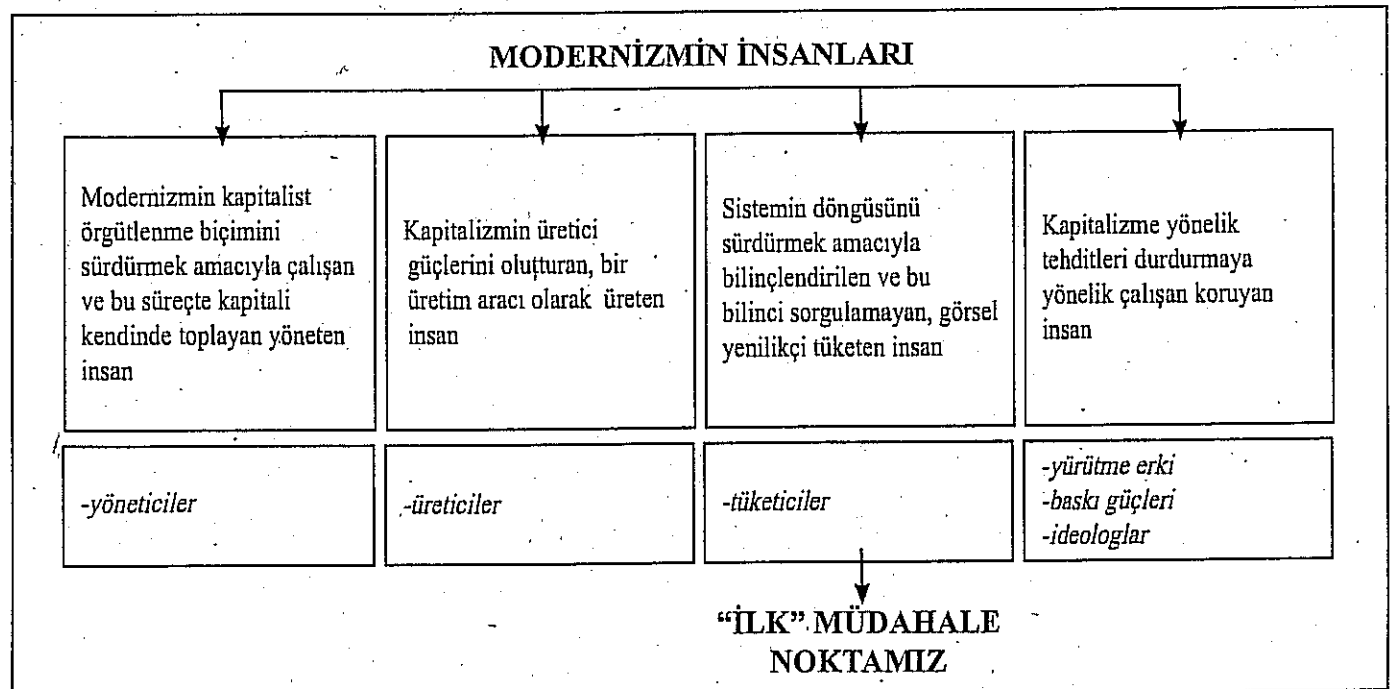 MODERNİZMİN İNSANLARI
Modernizmin kapitalist
örgütlenme biçimini
sürdürmek amacıyla çalışan
ve bu süreçte kapitali
kendinde toplayan yöneten
insan
Kapitalizmin üretici
güçlerini oluţturan, bir
üretim aracı olarak üreten
insan
Sistemin döngüsünü
sürdürmek amacıyla
bilinçlendirilen ve bu
bilinci sorgulamayan, görsel
yenilikçi tüketen insan
Kapitalizme yönelik
tehditleri durdurmaya
yönelik çalışan koruyan
insan
-yöneticiler
-üreticiler
-tüketiciler
-yürütme erki
-baskı güçleri
-ideologlar
“İLK” MÜDAHALE
NOKTAMIZ